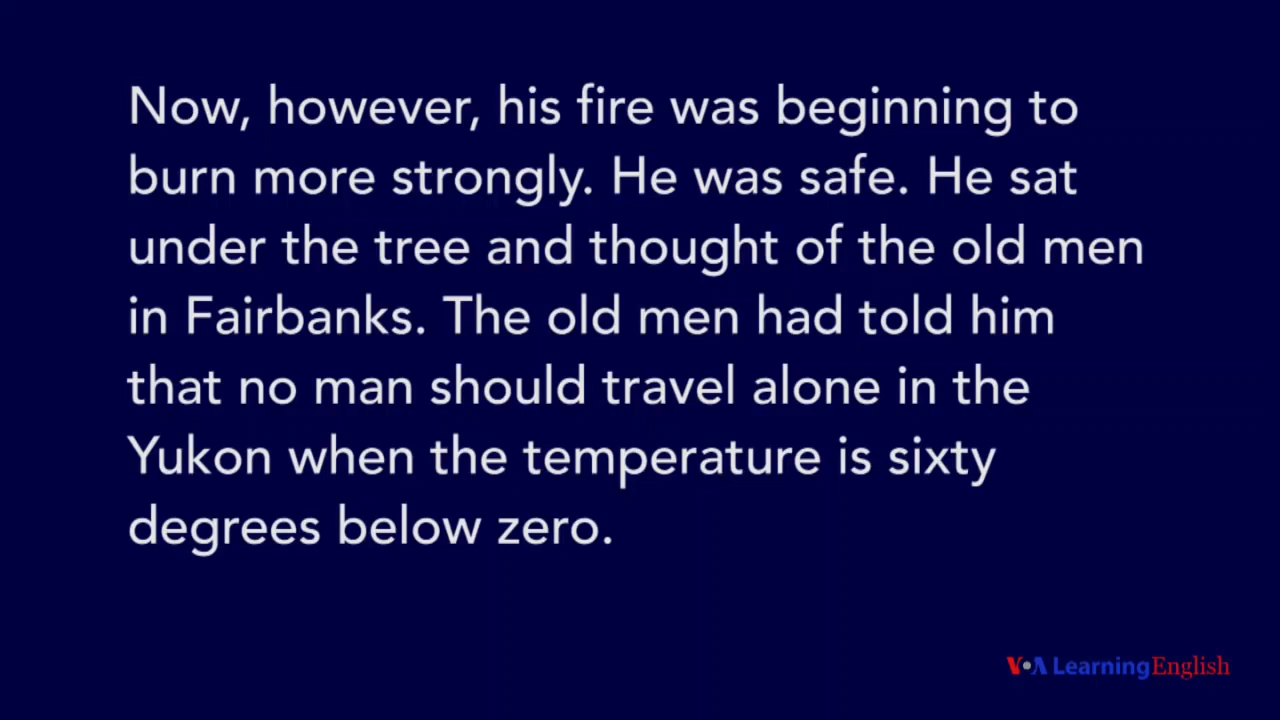 Now, however, his fire was beginning to
burn more strongly. He was safe. He sat
under the tree and thought of the old men
in Fairbanks. The old men had told him
that no man should travel alone in the
Yukon when the temperature is sixty
degrees below zero.
VOA Learning English